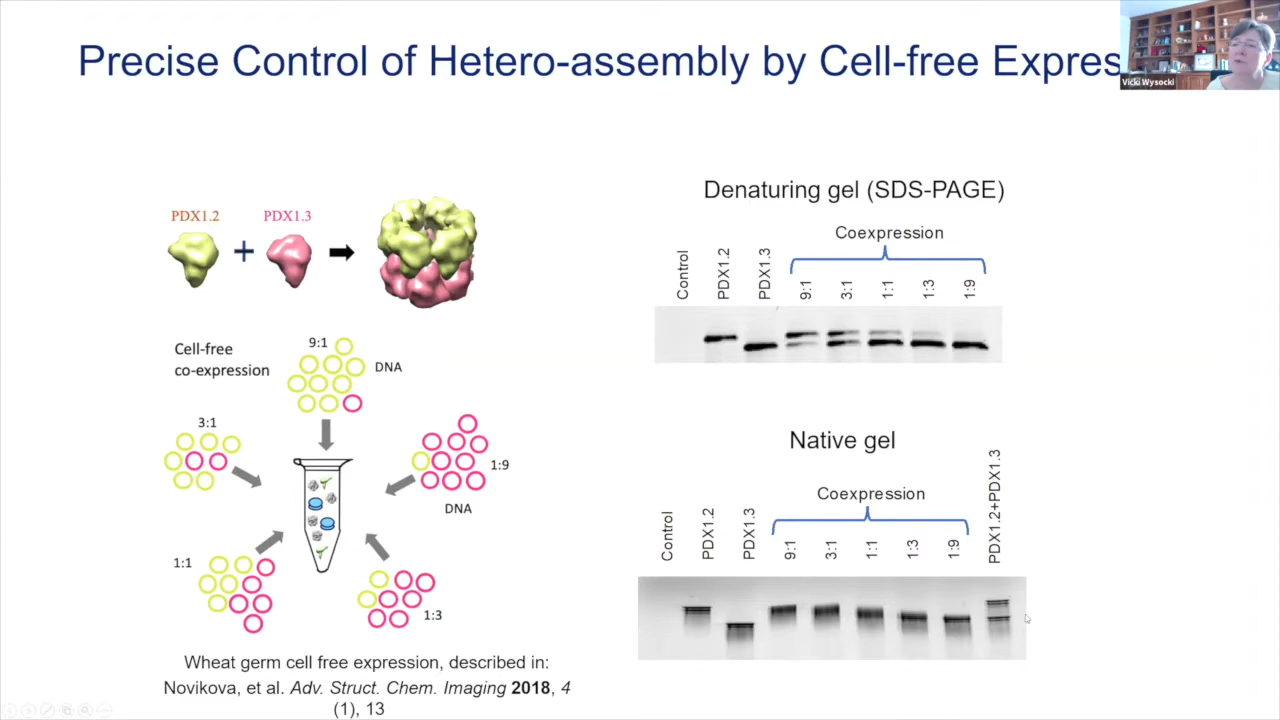 Precise Control of Hetero-assembly by Cell-free Expres
Vicki Wysocki
PDX1.2
PDX1.3
+
Cell-free
co-expression
9:1
DNA
3:1
1:9
DNA
1:1
1:3
Wheat germ cell free expression, described in:
Novikova, et al. Adv. Struct. Chem. Imaging 2018, 4
(1), 13
Denaturing gel (SDS-PAGE)
Coexpression
Control
PDX1.2
PDX1.3
9:1
3:1
1:1
1:3
1:9
Native gel
Coexpression
Control
PDX1.2
PDX1.3
9:1
3:1
1:1
1:3
1:9
PDX1.2+PDX1.3